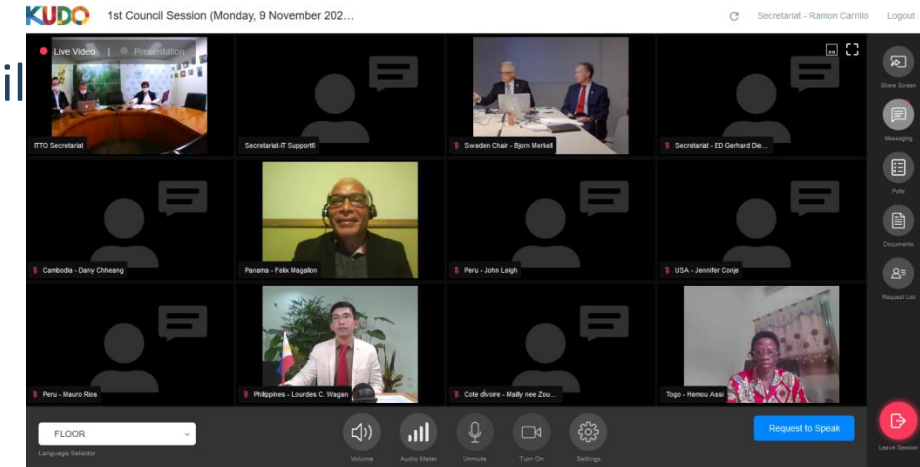 KUDO
1st Council Session (Monday, 9 November 202...
Secretariat - Ramon Carrillo
Logout
il
Live Video | Presentation
Share Screen
Messaging
Polls
Documents
Request List
Leave Session
ITTO Secretariat
Secretariat-IT Support6
Sweden Chair - Bjorn Merkell
Secretariat - ED Gerhard Die...
Cambodia - Dany Chheang
Panama - Felix Magallon
Peru - John Leigh
USA - Jennifer Conje
Peru - Mauro Rios
Philippines - Lourdes C. Wagan
Cote divoire - Mailly nee Zou...
Togo - Hemou Assi
FLOOR
Language Selector
Volume
Audio Meter
Unmute
Turn On
Settings
Request to Speak